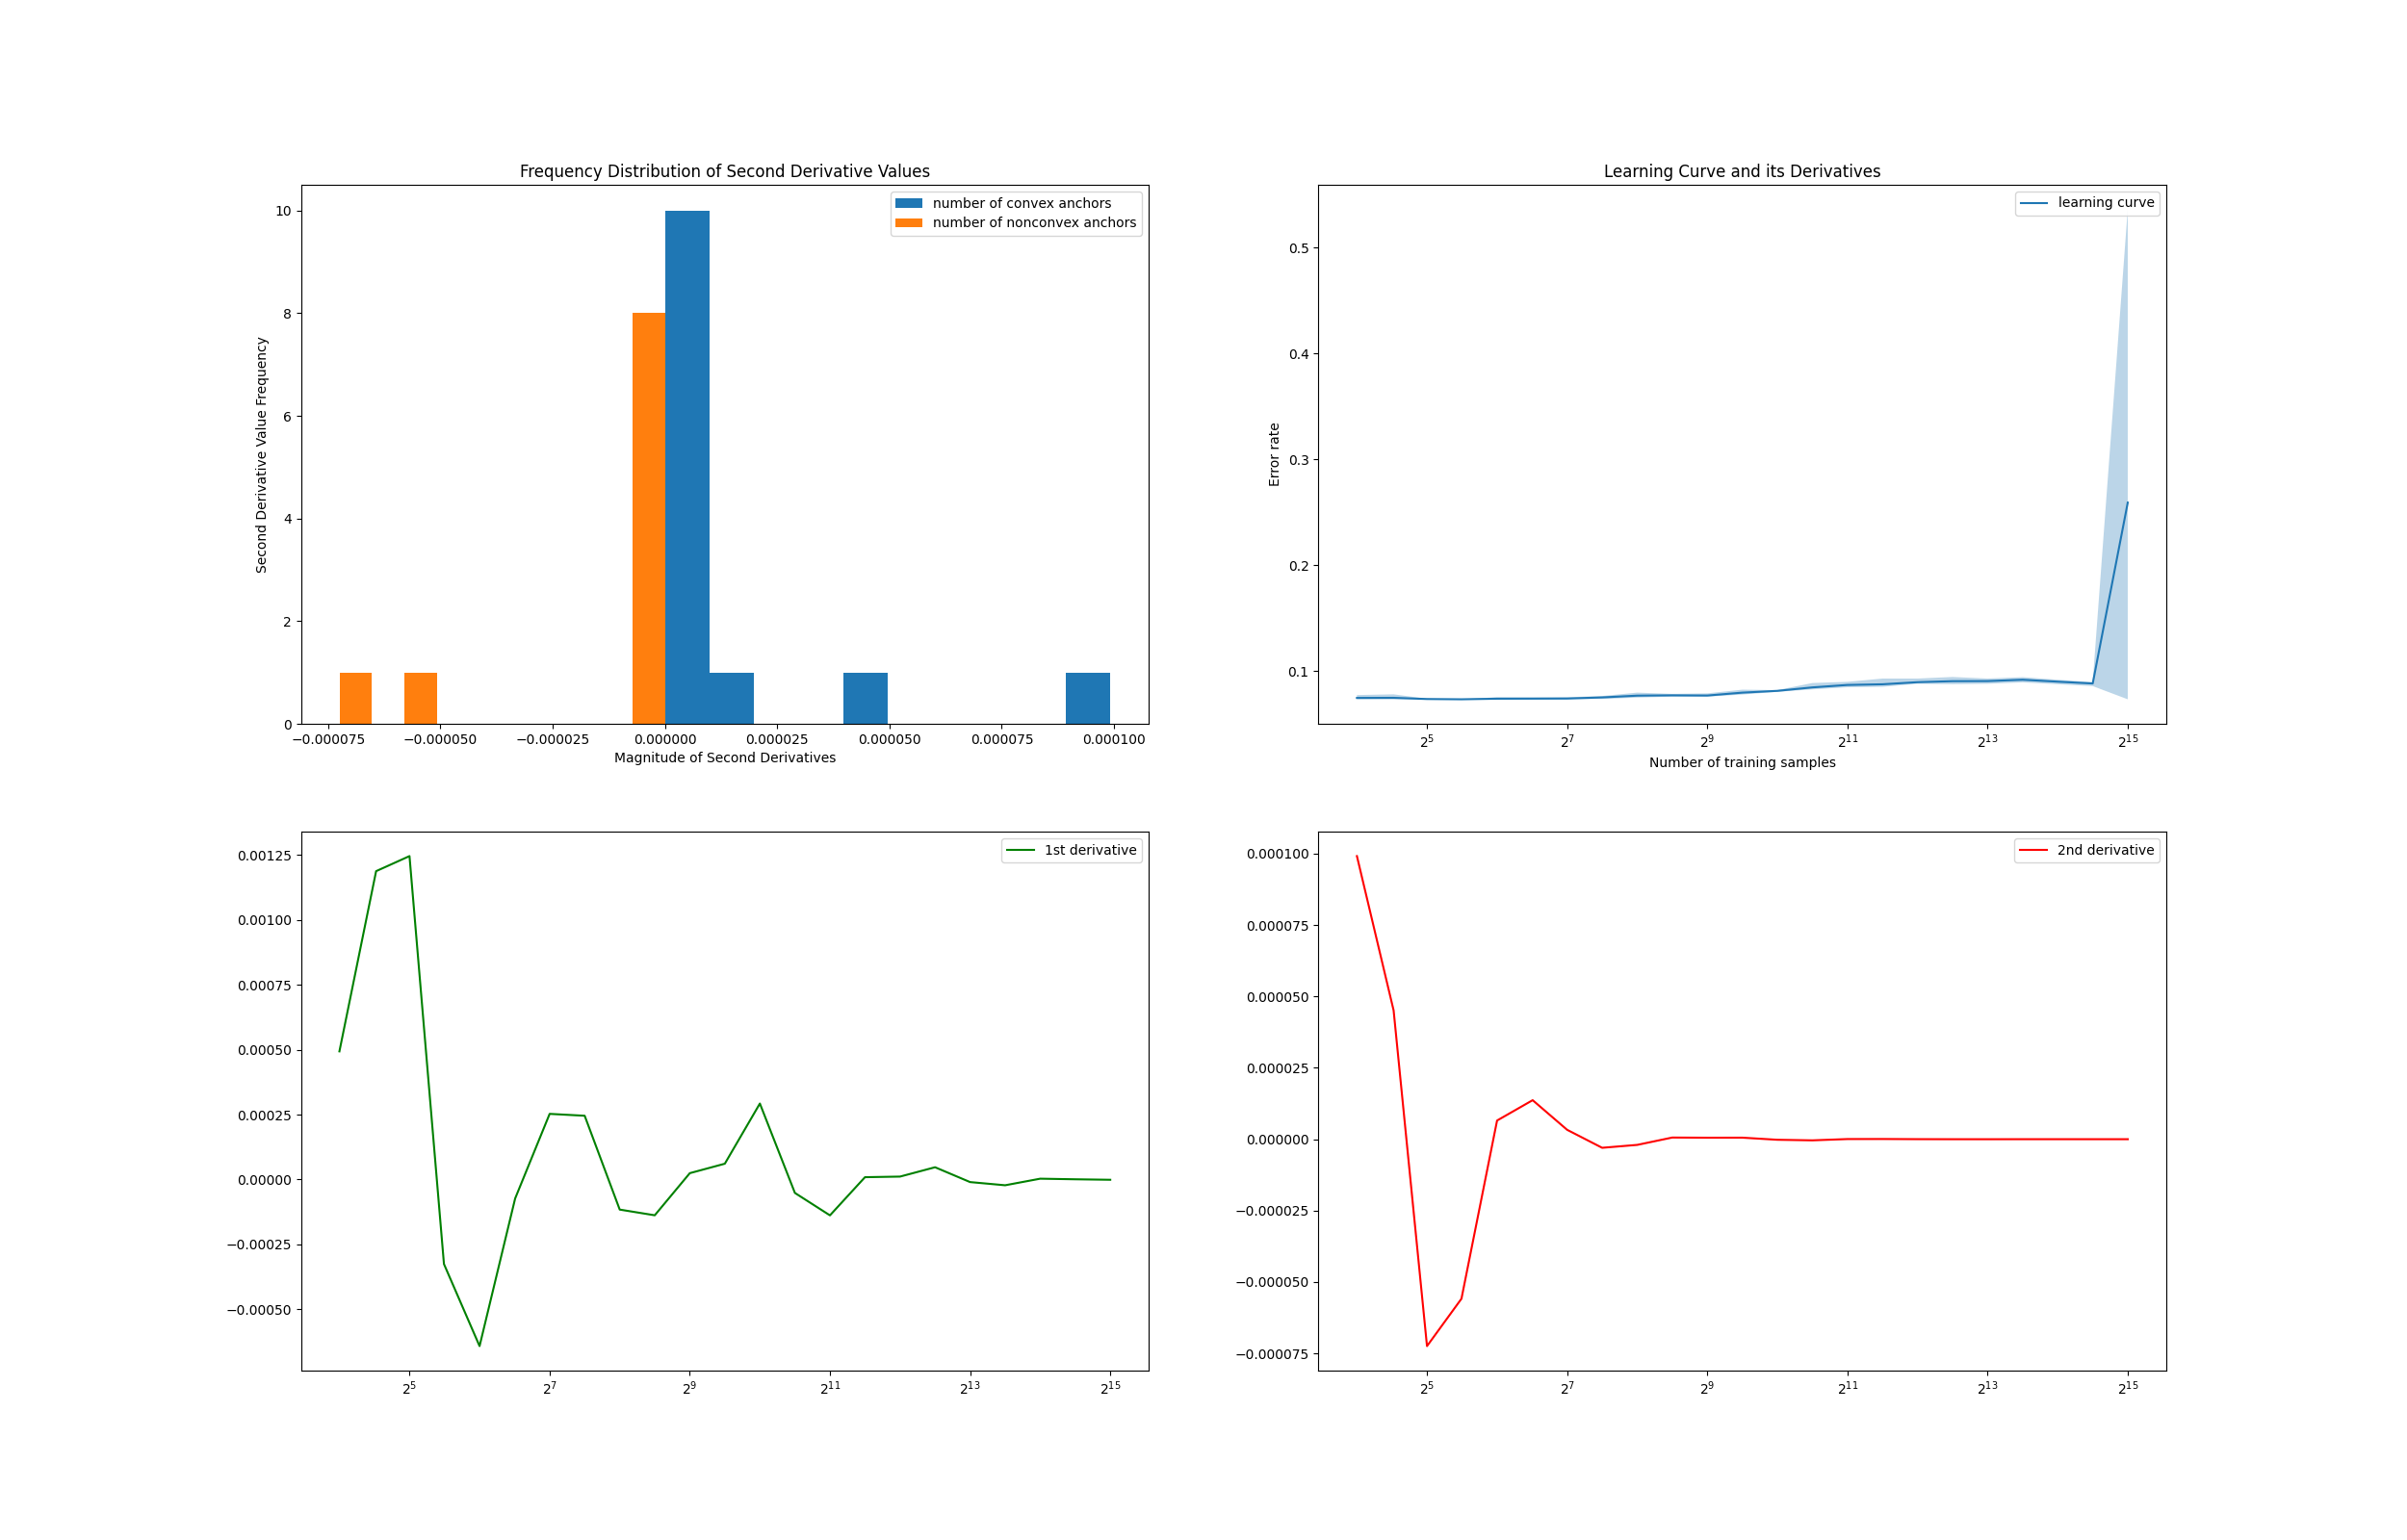 Frequency Distribution of Second Derivative Values
number of convex anchors
number of nonconvex anchors
10
8
6
4
2
0
Second Derivative Value Frequency
−0.000075 −0.000050 −0.000025 0.000000 0.000025 0.000050 0.000075 0.000100
Magnitude of Second Derivatives
Learning Curve and its Derivatives
learning curve
0.5
0.4
0.3
0.2
0.1
Error rate
2^5 2^7 2^9 2^11 2^13 2^15
Number of training samples
1st derivative
0.00125
0.00100
0.00075
0.00050
0.00025
0.00000
−0.00025
−0.00050
2^5 2^7 2^9 2^11 2^13 2^15
2nd derivative
0.000100
0.000075
0.000050
0.000025
0.000000
−0.000025
−0.000050
−0.000075
2^5 2^7 2^9 2^11 2^13 2^15